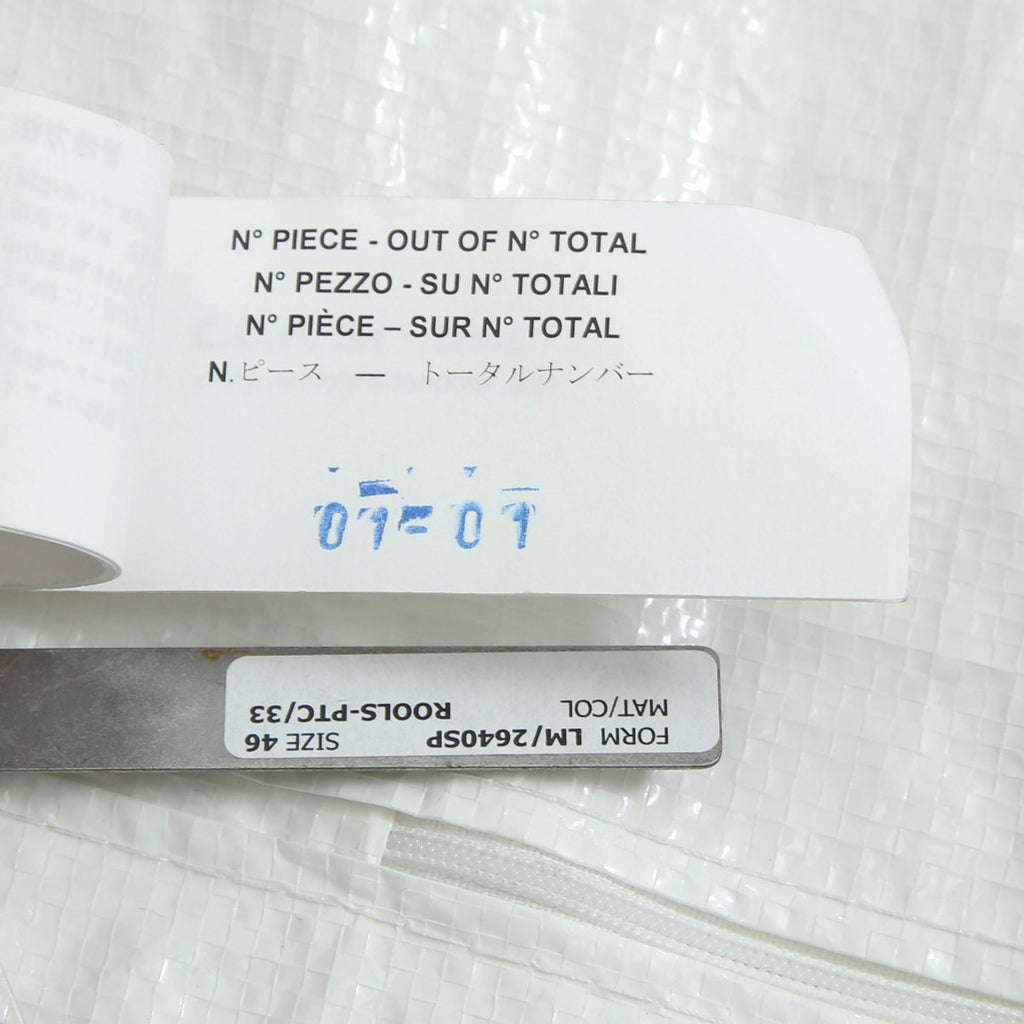 N° PIECE - OUT OF N° TOTAL
N° PEZZO - SU N° TOTALI
N° PIÈCE – SUR N° TOTAL
N.ピース — トータルナンバー
01-01
FORM LM/2640SP SIZE 46
MAT/COL ROOLS-PTC/33